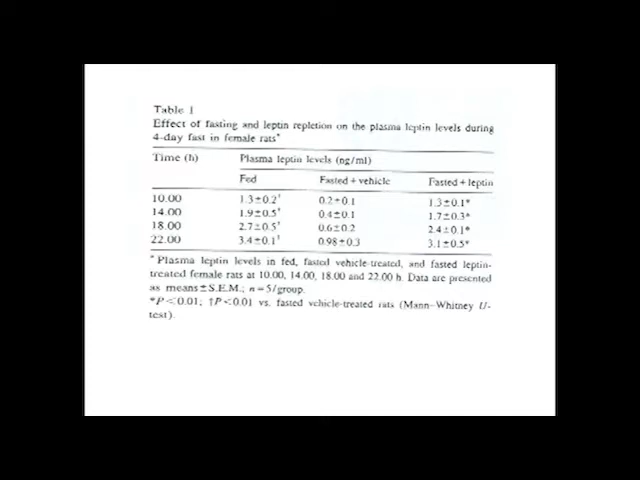 Table 1
Effect of fasting and leptin repletion on the plasma leptin levels during
4-day fast in female rats*
Time (h) Plasma leptin levels (ng/ml)
Fed Fasted + vehicle Fasted + leptin
10.00 1.3±0.2† 0.2±0.1 1.3±0.1*
14.00 1.9±0.5† 0.4±0.1 1.7±0.3*
18.00 2.7±0.5† 0.6±0.2 2.4±0.1*
22.00 3.4±0.1† 0.98±0.3 3.1±0.5*
* Plasma leptin levels in fed, fasted vehicle-treated, and fasted leptin-
treated female rats at 10.00, 14.00, 18.00 and 22.00 h. Data are presented
as means±S.E.M.; n=5/group.
*P<0.01; †P<0.01 vs. fasted vehicle-treated rats (Mann–Whitney U-
test).